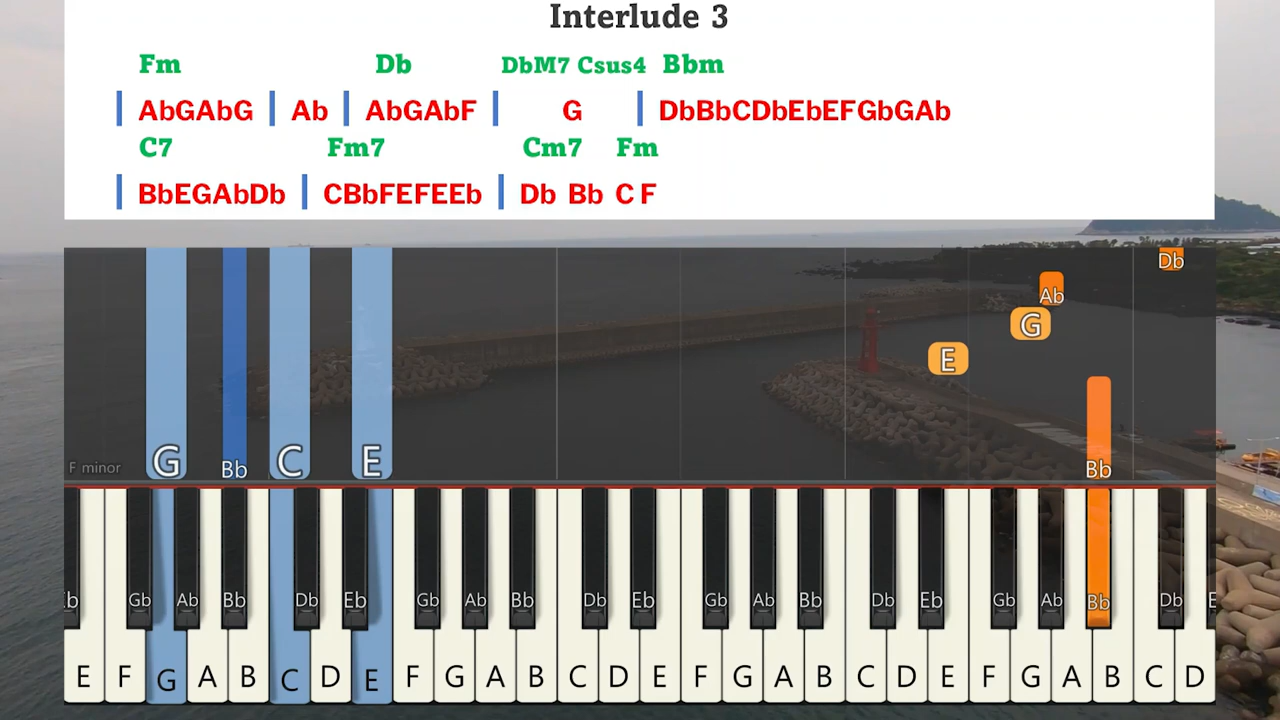 Interlude 3
Fm Db DbM7 Csus4 Bbm
AbGAbG Ab AbGAbF G DbBbCDbEbEFGbGAb
C7 Fm7 Cm7 Fm
BbEGAbDb CBbFEFEEb Db Bb C F
Db
Ab
G
E
F minor G Bb C E Bb
Eb Gb Ab Bb Db Eb Gb Ab Bb Db Eb Gb Ab Bb Db Eb Gb Ab Bb Db E
E F G A B C D E F G A B C D E F G A B C D E F G A B C D